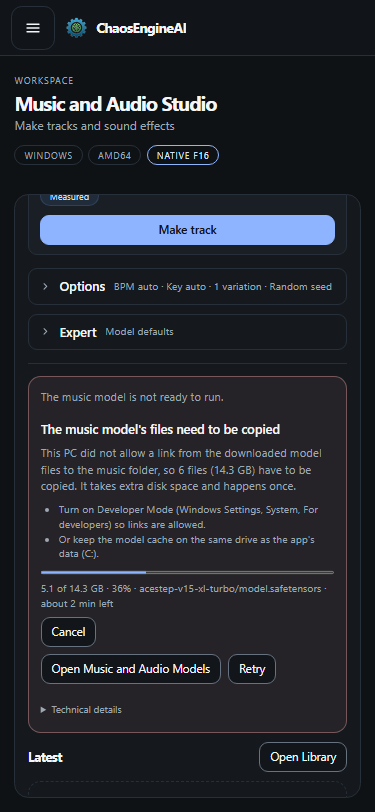 ChaosEngineAI
WORKSPACE
Music and Audio Studio
Make tracks and sound effects
WINDOWS
AMD64
NATIVE F16
Measured
Make track
Options BPM auto · Key auto · 1 variation · Random seed
Expert Model defaults
The music model is not ready to run.
The music model's files need to be copied
This PC did not allow a link from the downloaded model
files to the music folder, so 6 files (14.3 GB) have to be
copied. It takes extra disk space and happens once.
• Turn on Developer Mode (Windows Settings, System, For
developers) so links are allowed.
• Or keep the model cache on the same drive as the app's
data (C:).
5.1 of 14.3 GB · 36% · acestep-v15-xl-turbo/model.safetensors ·
about 2 min left
Cancel
Open Music and Audio Models
Retry
Technical details
Latest
Open Library